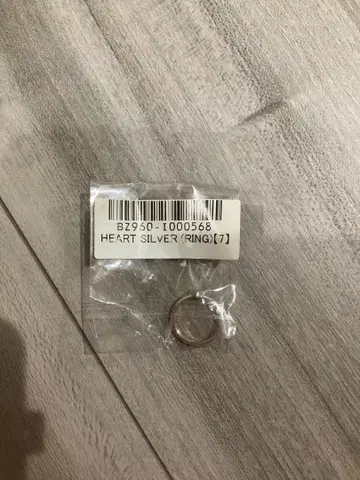 BZ960-I000568
HEART SILVER (RING)【7】